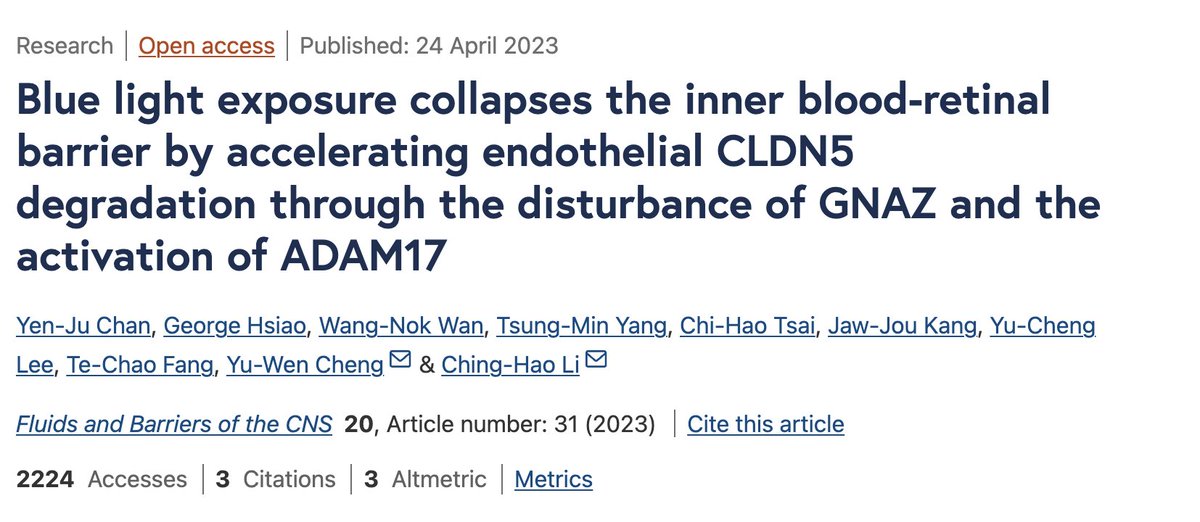 Research | Open access | Published: 24 April 2023
Blue light exposure collapses the inner blood-retinal
barrier by accelerating endothelial CLDN5
degradation through the disturbance of GNAZ and the
activation of ADAM17
Yen-Ju Chan, George Hsiao, Wang-Nok Wan, Tsung-Min Yang, Chi-Hao Tsai, Jaw-Jou Kang, Yu-Cheng
Lee, Te-Chao Fang, Yu-Wen Cheng & Ching-Hao Li
Fluids and Barriers of the CNS 20, Article number: 31 (2023) | Cite this article
2224 Accesses | 3 Citations | 3 Altmetric | Metrics